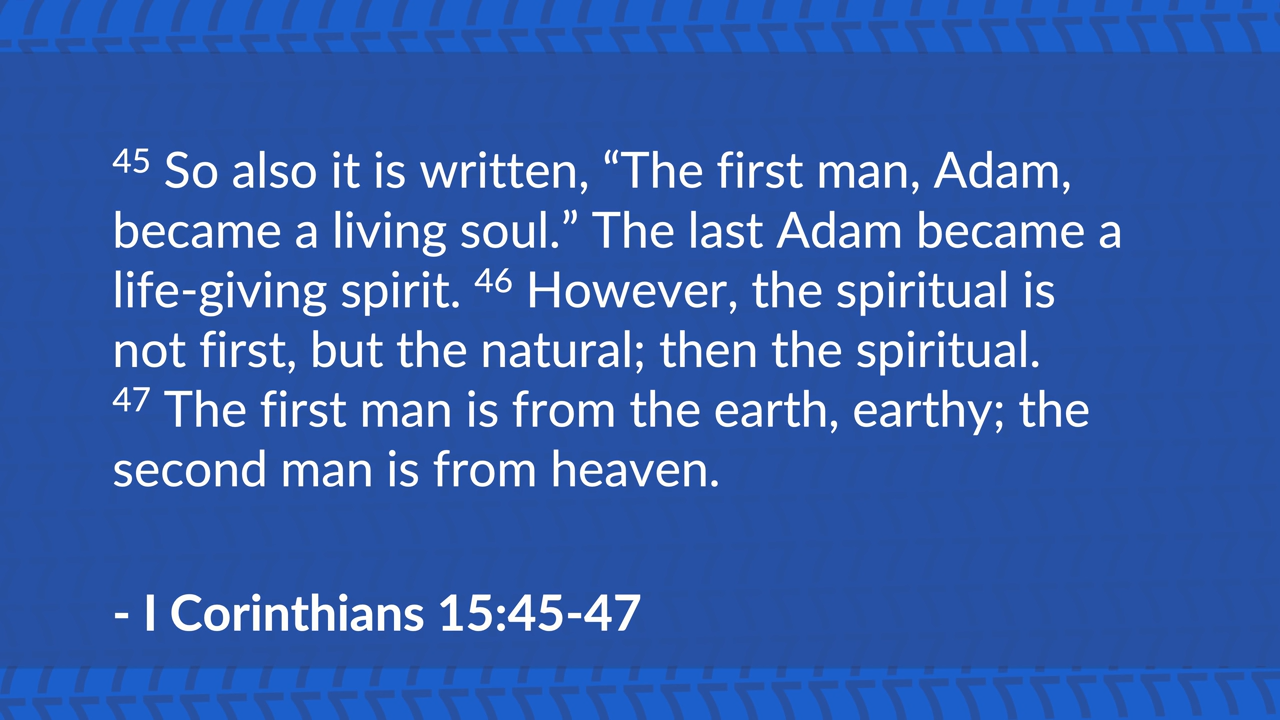 45 So also it is written, “The first man, Adam,
became a living soul.” The last Adam became a
life-giving spirit. 46 However, the spiritual is
not first, but the natural; then the spiritual.
47 The first man is from the earth, earthy; the
second man is from heaven.
- I Corinthians 15:45-47